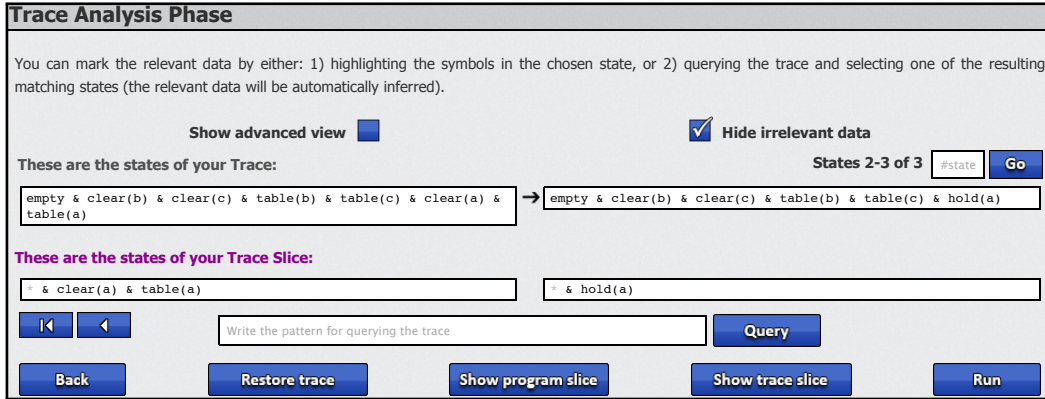 Trace Analysis Phase
You can mark the relevant data by either: 1) highlighting the symbols in the chosen state, or 2) querying the trace and selecting one of the resulting
matching states (the relevant data will be automatically inferred).
Show advanced view Hide irrelevant data
These are the states of your Trace: States 2-3 of 3 #state Go
empty & clear(b) & clear(c) & table(b) & table(c) & clear(a) &
table(a)
→ empty & clear(b) & clear(c) & table(b) & table(c) & hold(a)
These are the states of your Trace Slice:
* & clear(a) & table(a) * & hold(a)
Write the pattern for querying the trace Query
Back Restore trace Show program slice Show trace slice Run